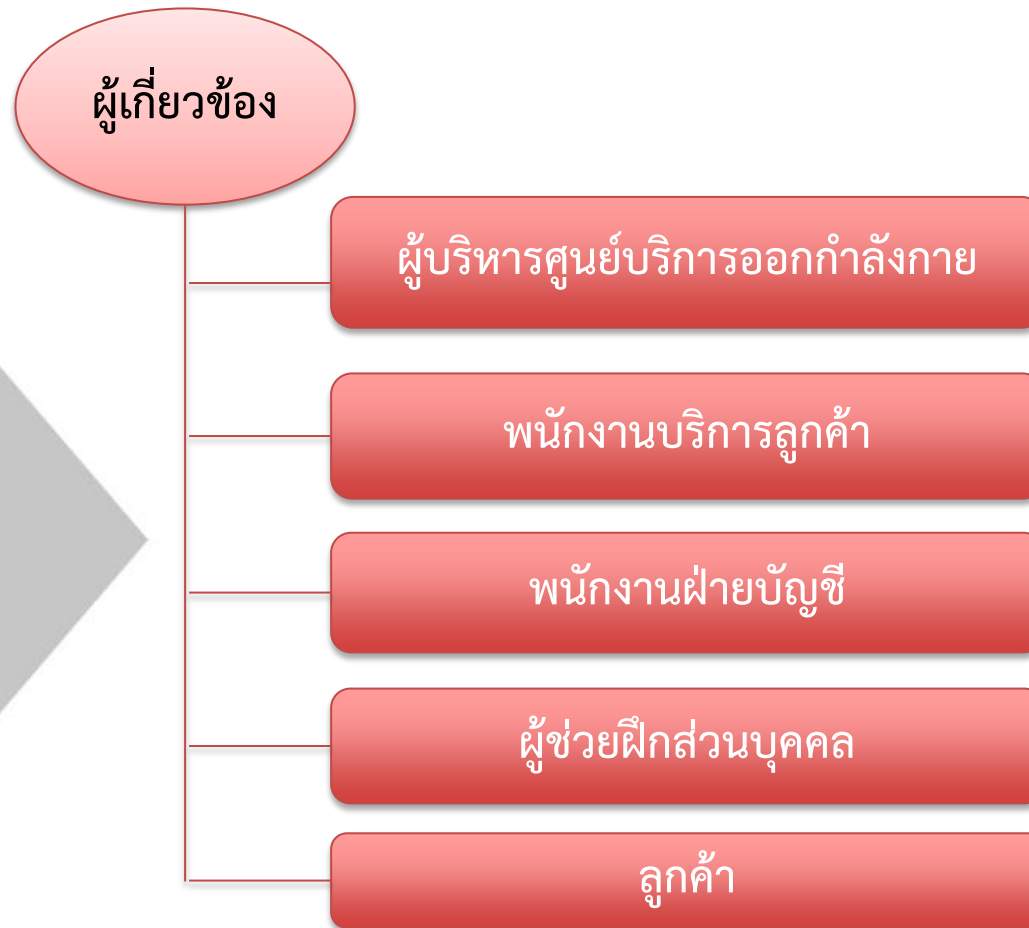 ผู้เกี่ยวข้อง
ผู้บริหารศูนย์บริการออกกำลังกาย
พนักงานบริการลูกค้า
พนักงานฝ่ายบัญชี
ผู้ช่วยฝึกส่วนบุคคล
ลูกค้า